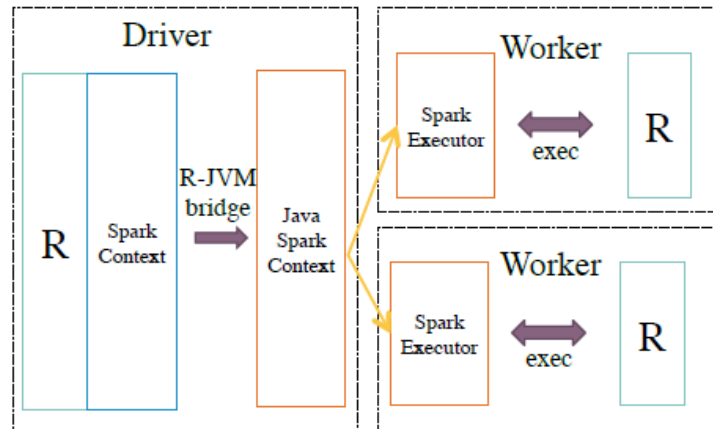 Driver
R
Spark
Context
R-JVM
bridge
Java
Spark
Context
Worker
Spark
Executor
exec
R
Worker
Spark
Executor
exec
R